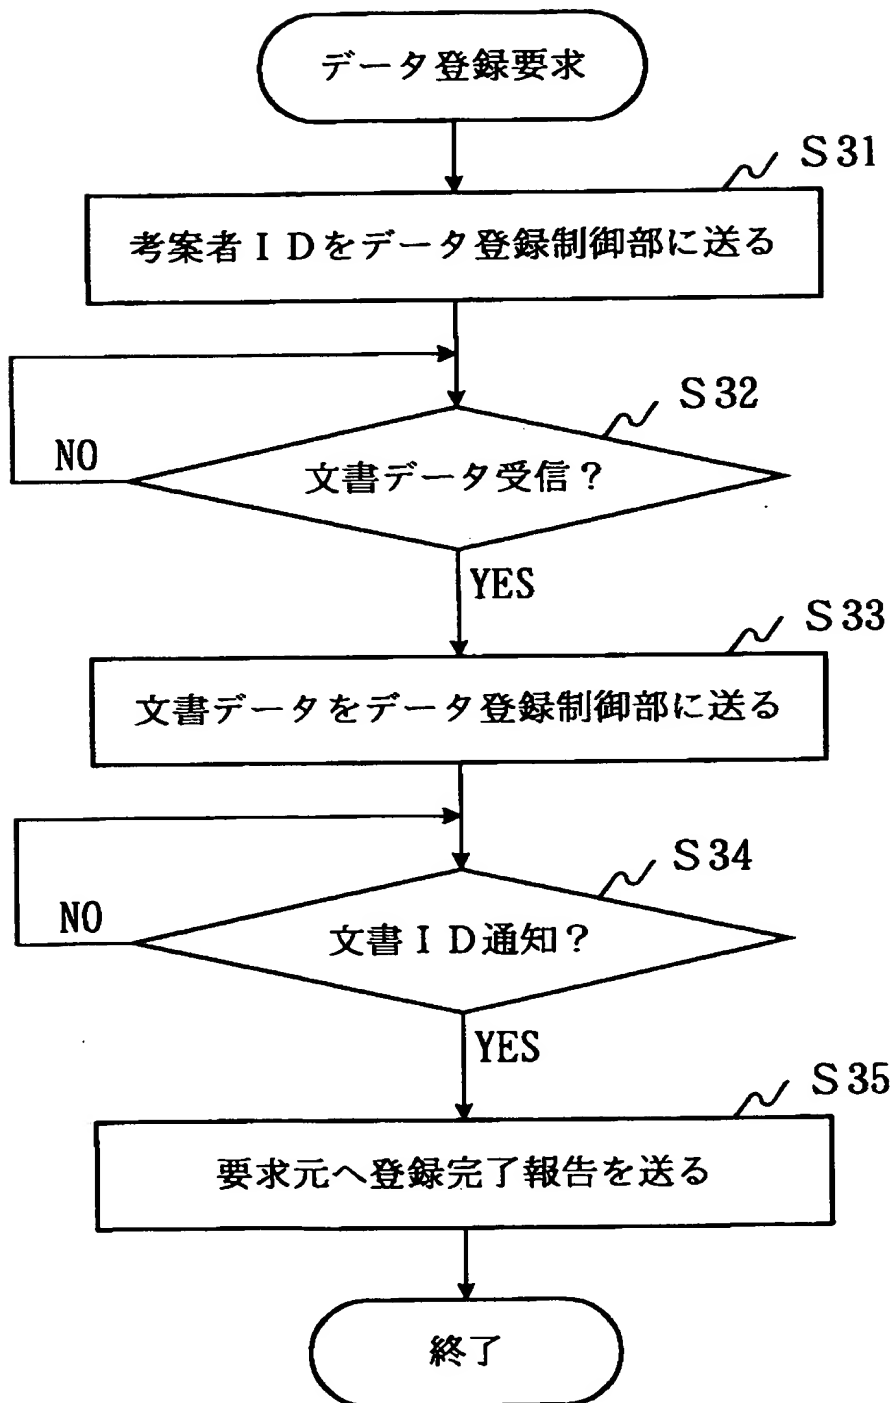 データ登録要求
S31
考案者IDをデータ登録制御部に送る
S32
文書データ受信?
NO
YES
S33
文書データをデータ登録制御部に送る
S34
文書ID通知?
NO
YES
S35
要求元へ登録完了報告を送る
終了